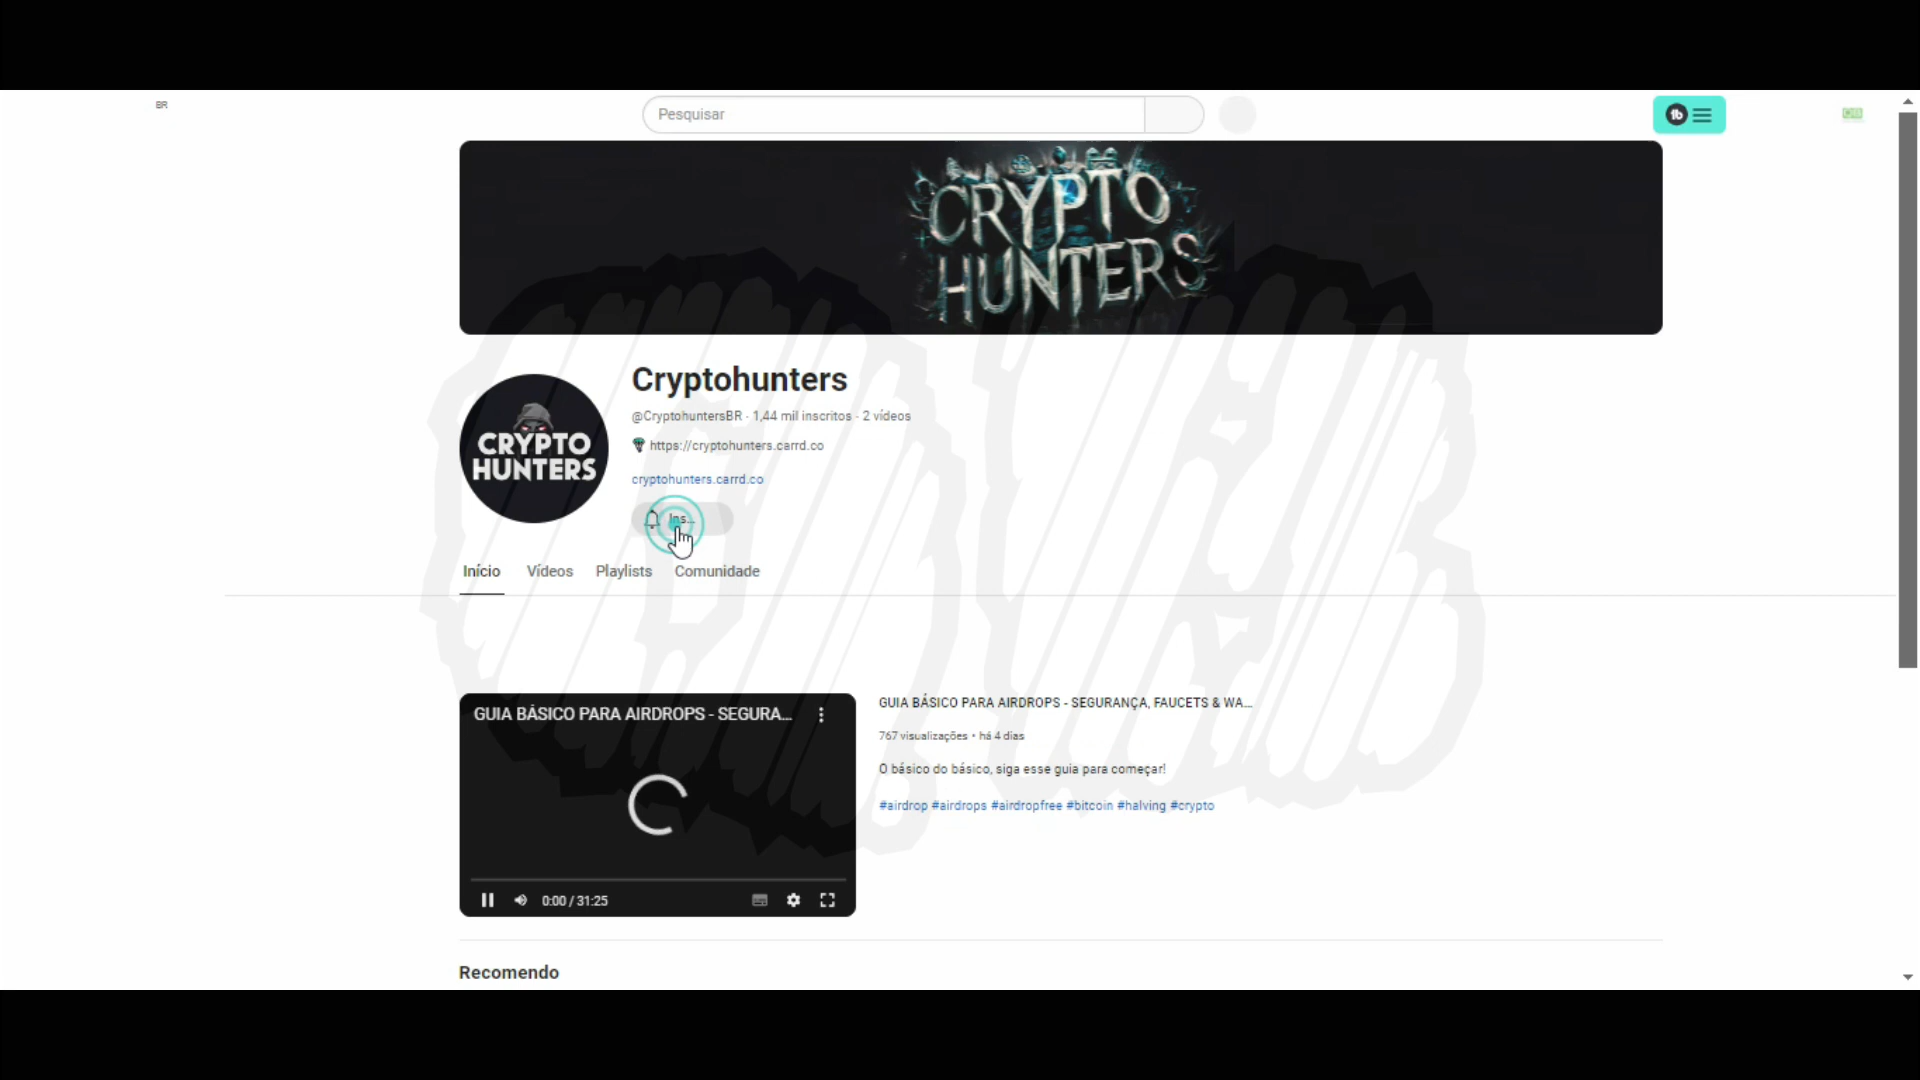 BR
Pesquisar
CRYPTO
HUNTERS
Cryptohunters
@CryptohuntersBR · 1,44 mil inscritos · 2 vídeos
https://cryptohunters.carrd.co
cryptohunters.carrd.co
CRYPTO
HUNTERS
Ins...
Início Vídeos Playlists Comunidade
GUIA BÁSICO PARA AIRDROPS - SEGURA...
0:00 / 31:25
GUIA BÁSICO PARA AIRDROPS - SEGURANÇA, FAUCETS & WA...
767 visualizações • há 4 dias
O básico do básico, siga esse guia para começar!
#airdrop #airdrops #airdropfree #bitcoin #halving #crypto
Recomendo